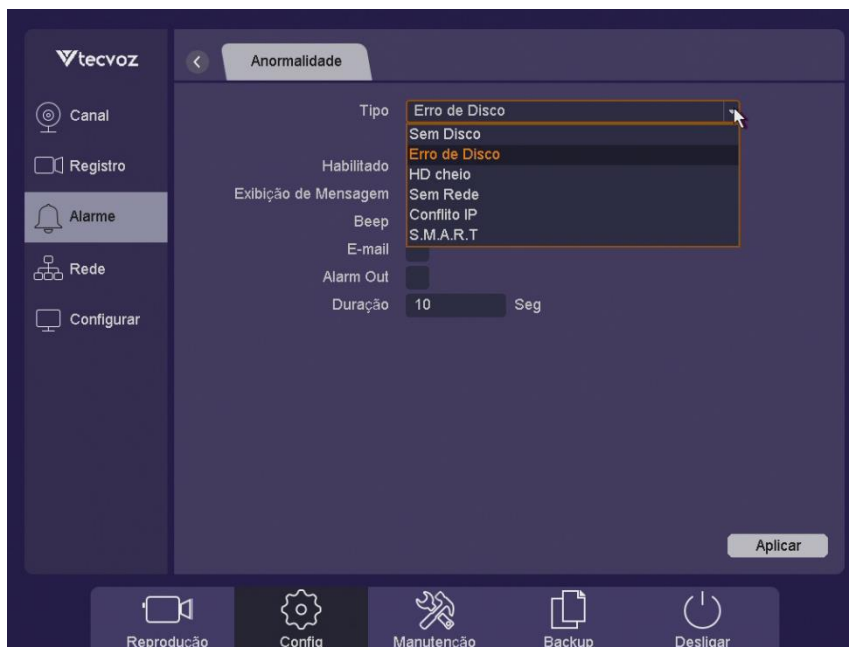 tecvoz
Anormalidade
Canal
Registro
Alarme
Rede
Configurar
Tipo Erro de Disco
Sem Disco
Erro de Disco
HD cheio
Sem Rede
Conflito IP
S.M.A.R.T
Habilitado
Exibição de Mensagem
Beep
E-mail
Alarm Out
Duração 10 Seg
Aplicar
Reprodução Config Manutenção Backup Desligar